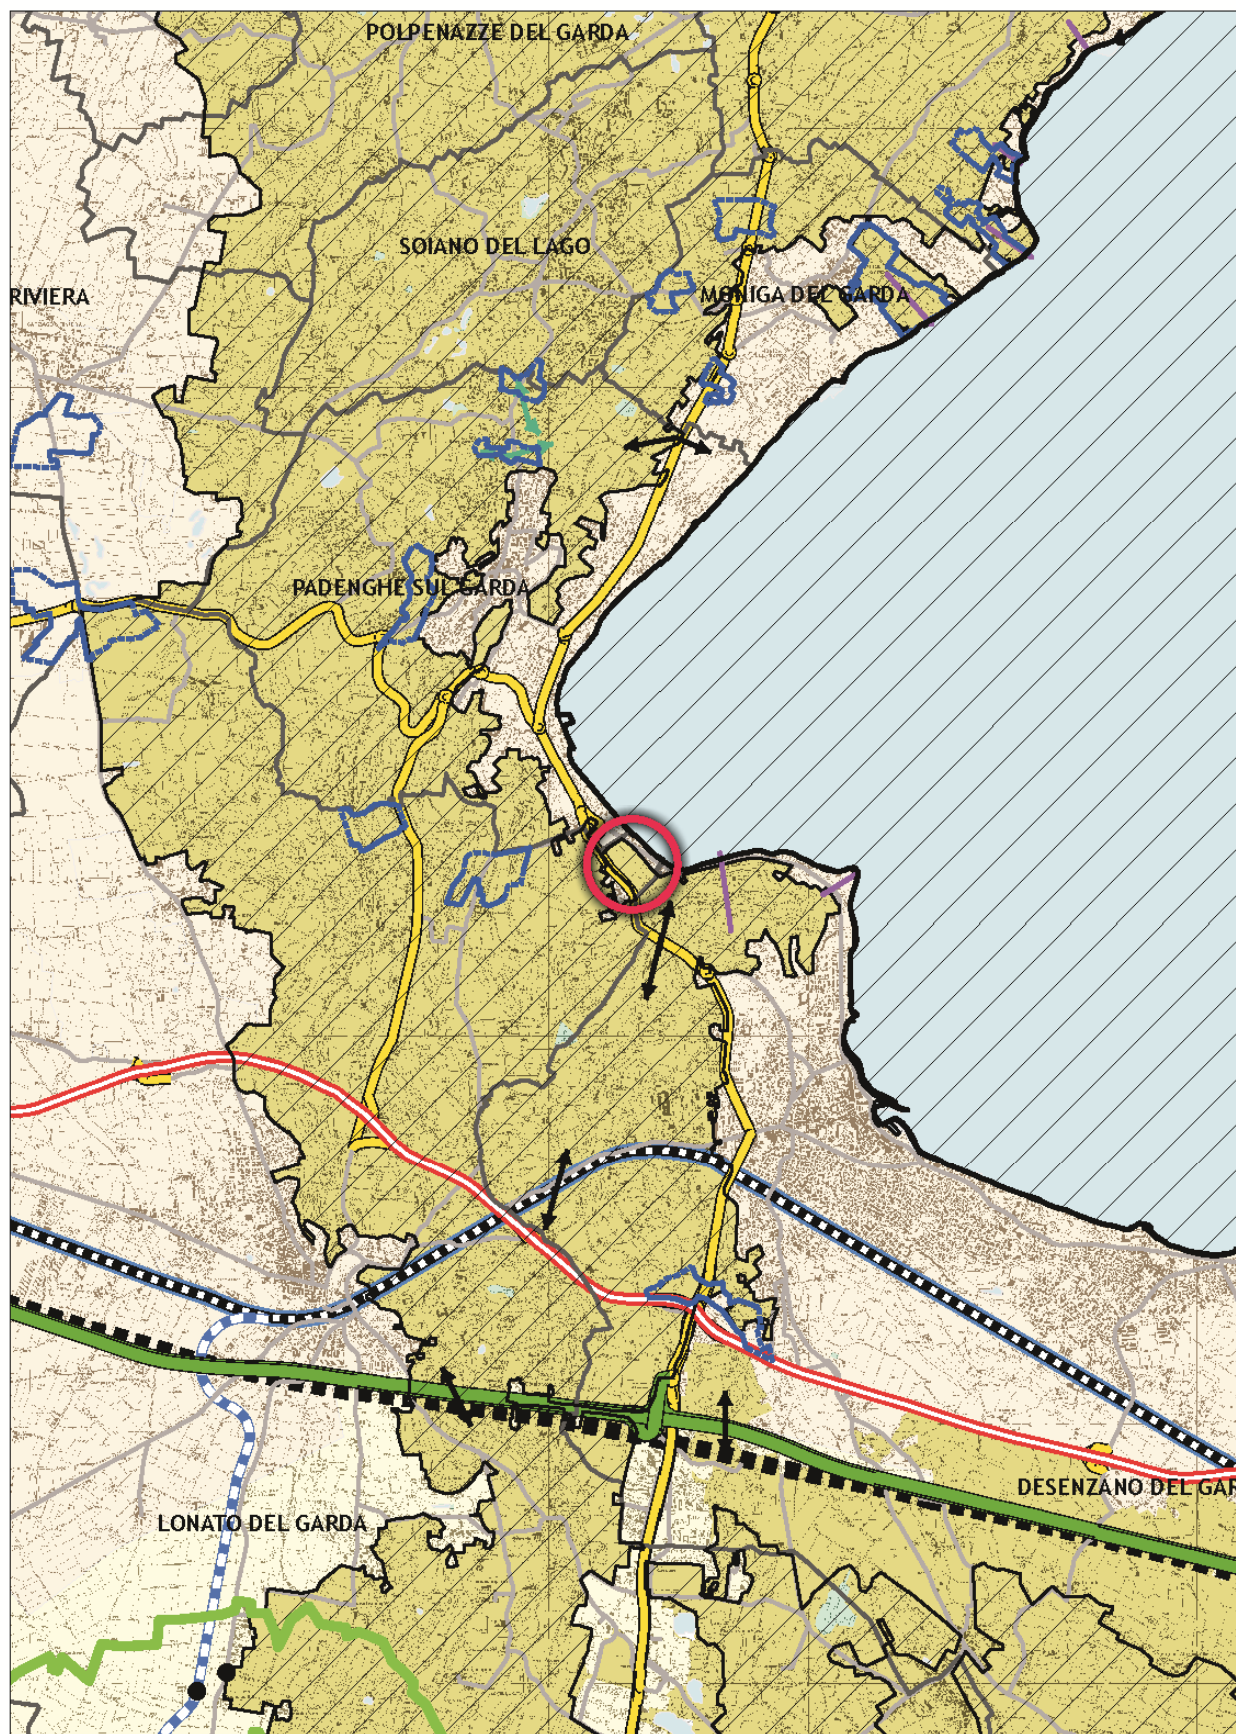 POLPENAZZE DEL GARDA
SOIANO DEL LAGO
RIVIERA
MONIGA DEL GARDA
PADENGHE SUL GARDA
DESENZANO DEL GAR
LONATO DEL GARDA